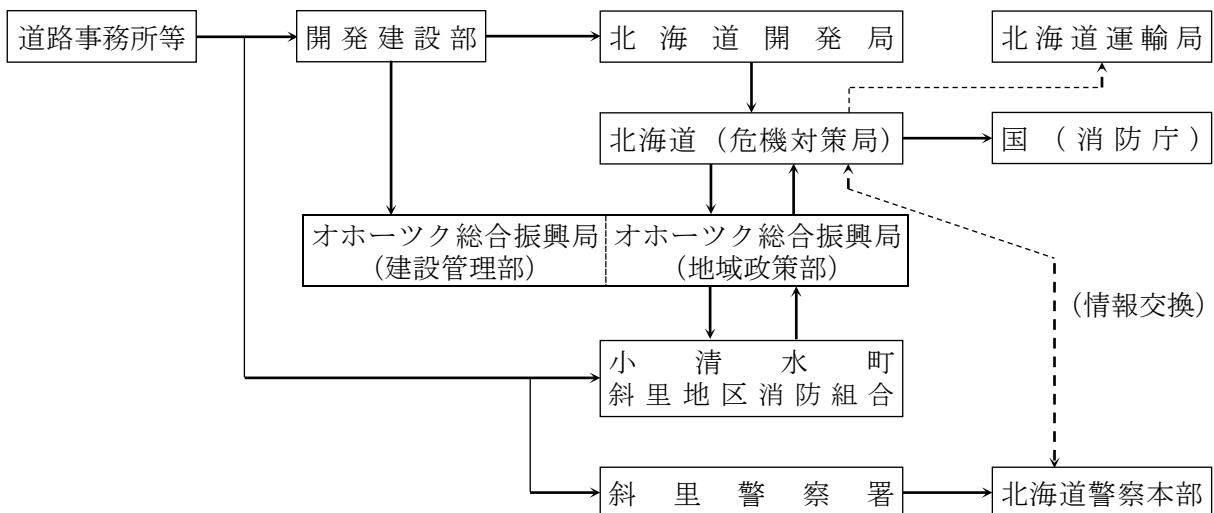 道路事務所等
開発建設部
北海道開発局
北海道運輸局
北海道（危機対策局）
国（消防庁）
オホーツク総合振興局
（建設管理部）
オホーツク総合振興局
（地域政策部）
（情報交換）
小清水町
斜里地区消防組合
斜里警察署
北海道警察本部